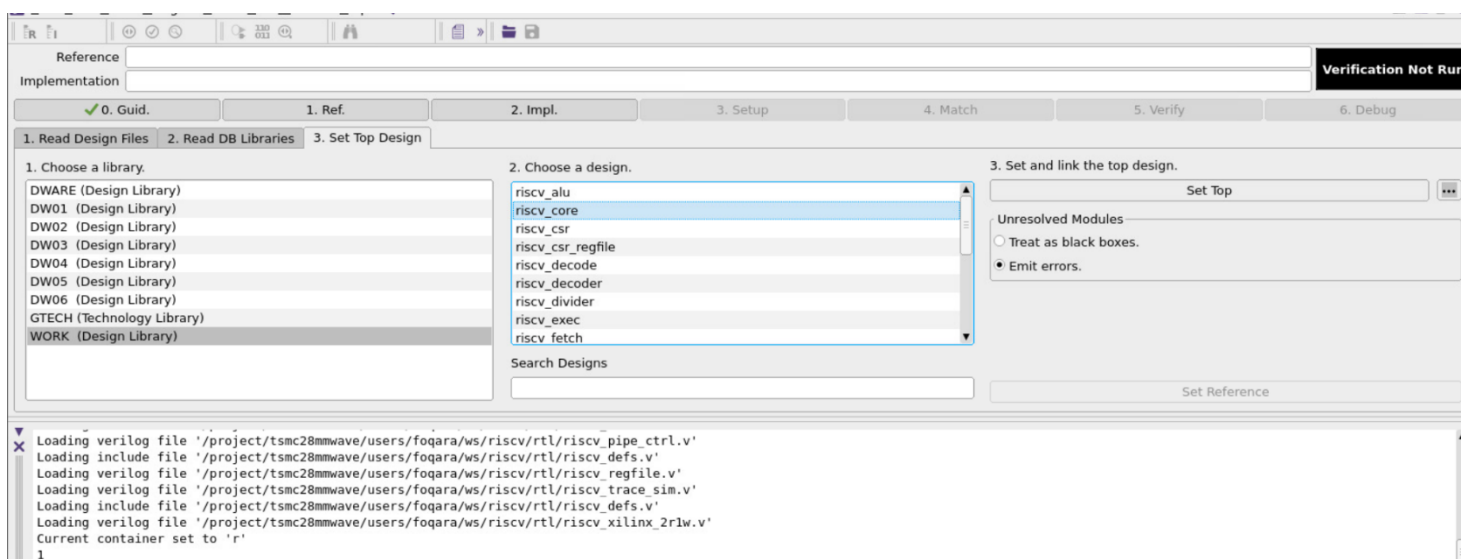 Reference
Implementation
Verification Not Run
0. Guid.
1. Ref.
2. Impl.
3. Setup
4. Match
5. Verify
6. Debug
1. Read Design Files
2. Read DB Libraries
3. Set Top Design
1. Choose a library.
DWARE (Design Library)
DW01 (Design Library)
DW02 (Design Library)
DW03 (Design Library)
DW04 (Design Library)
DW05 (Design Library)
DW06 (Design Library)
GTECH (Technology Library)
WORK (Design Library)
2. Choose a design.
riscv_alu
riscv_core
riscv_csr
riscv_csr_regfile
riscv_decode
riscv_decoder
riscv_divider
riscv_exec
riscv_fetch
Search Designs
3. Set and link the top design.
Set Top
...
Unresolved Modules
Treat as black boxes.
Emit errors.
Set Reference
Loading verilog file '/project/tsmc28mmwave/users/foqara/ws/riscv/rtl/riscv_pipe_ctrl.v'
Loading include file '/project/tsmc28mmwave/users/foqara/ws/riscv/rtl/riscv_defs.v'
Loading verilog file '/project/tsmc28mmwave/users/foqara/ws/riscv/rtl/riscv_regfile.v'
Loading verilog file '/project/tsmc28mmwave/users/foqara/ws/riscv/rtl/riscv_trace_sim.v'
Loading include file '/project/tsmc28mmwave/users/foqara/ws/riscv/rtl/riscv_defs.v'
Loading verilog file '/project/tsmc28mmwave/users/foqara/ws/riscv/rtl/riscv_xilinx_2r1w.v'
Current container set to 'r'
1